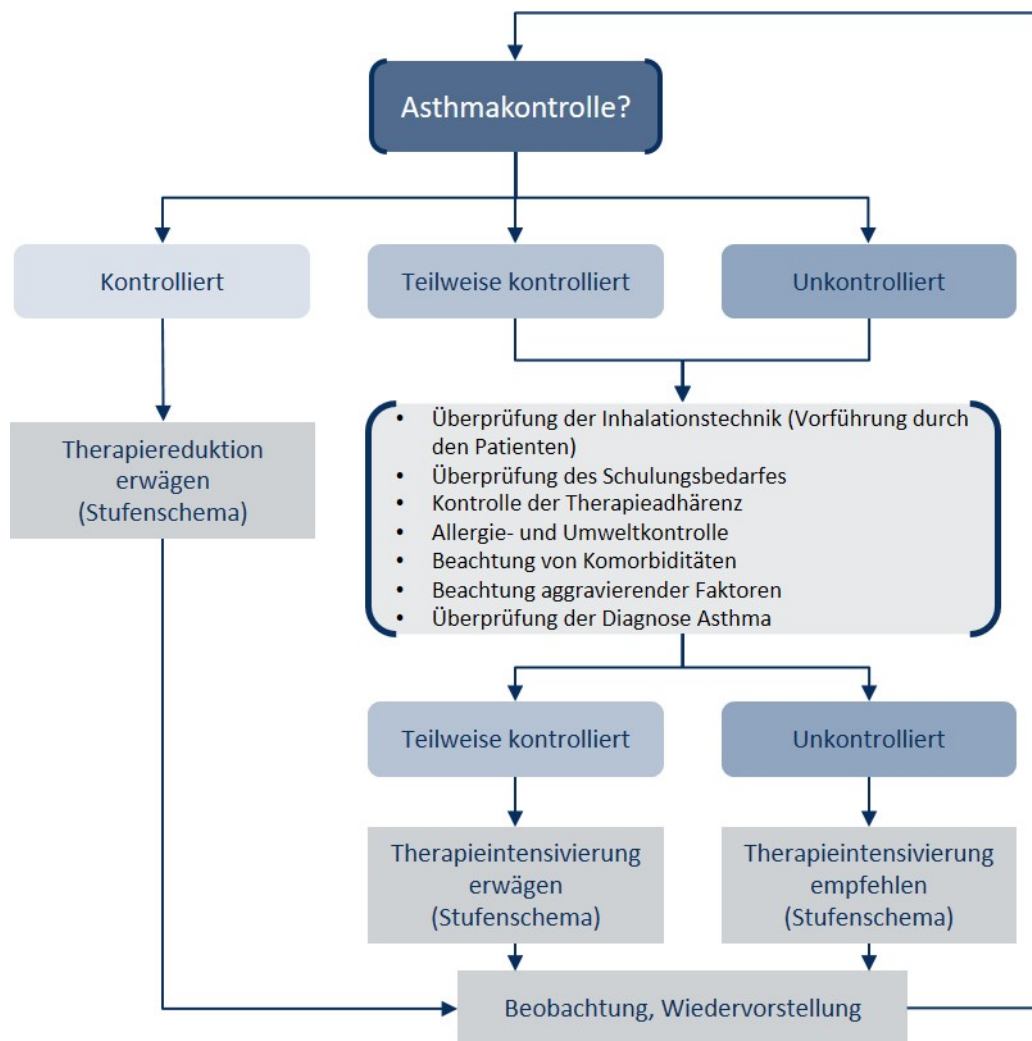 Asthmakontrolle?
Kontrolliert
Teilweise kontrolliert
Unkontrolliert
• Überprüfung der Inhalationstechnik (Vorführung durch
den Patienten)
• Überprüfung des Schulungsbedarfes
• Kontrolle der Therapieadhärenz
• Allergie- und Umweltkontrolle
• Beachtung von Komorbiditäten
• Beachtung aggravierender Faktoren
• Überprüfung der Diagnose Asthma
Therapiereduktion
erwägen
(Stufenschema)
Teilweise kontrolliert
Unkontrolliert
Therapieintensivierung
erwägen
(Stufenschema)
Therapieintensivierung
empfehlen
(Stufenschema)
Beobachtung, Wiedervorstellung